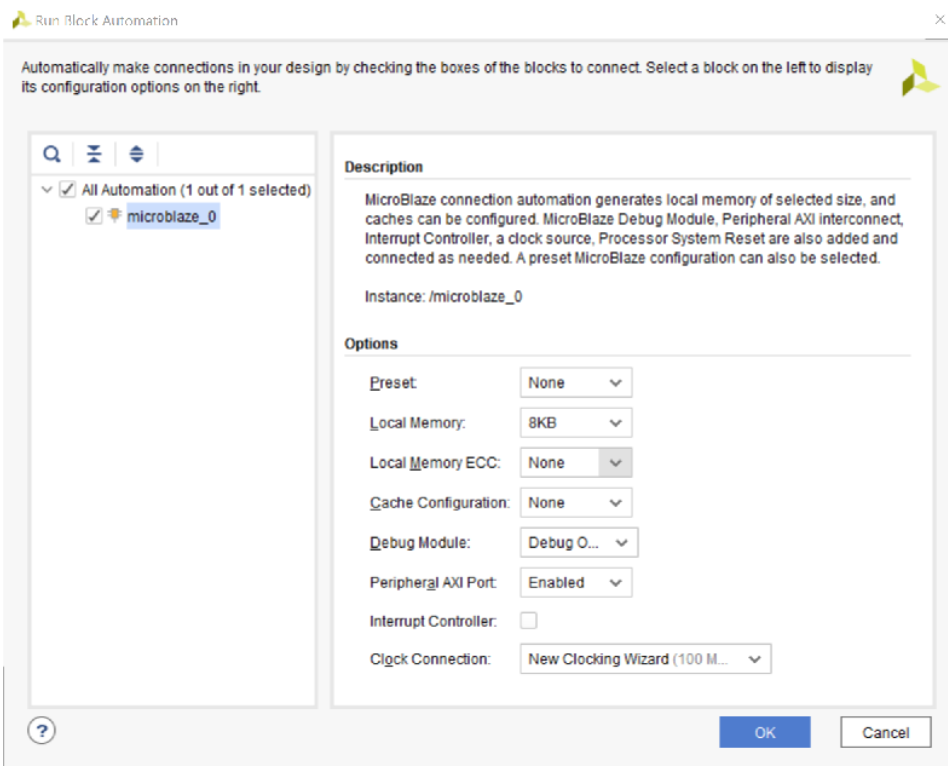 Run Block Automation
Automatically make connections in your design by checking the boxes of the blocks to connect. Select a block on the left to display
its configuration options on the right.
All Automation (1 out of 1 selected)
microblaze_0
Description
MicroBlaze connection automation generates local memory of selected size, and
caches can be configured. MicroBlaze Debug Module, Peripheral AXI interconnect,
Interrupt Controller, a clock source, Processor System Reset are also added and
connected as needed. A preset MicroBlaze configuration can also be selected.
Instance: /microblaze_0
Options
Preset: None
Local Memory: 8KB
Local Memory ECC: None
Cache Configuration: None
Debug Module: Debug O...
Peripheral AXI Port: Enabled
Interrupt Controller:
Clock Connection: New Clocking Wizard (100 M...
?
OK Cancel